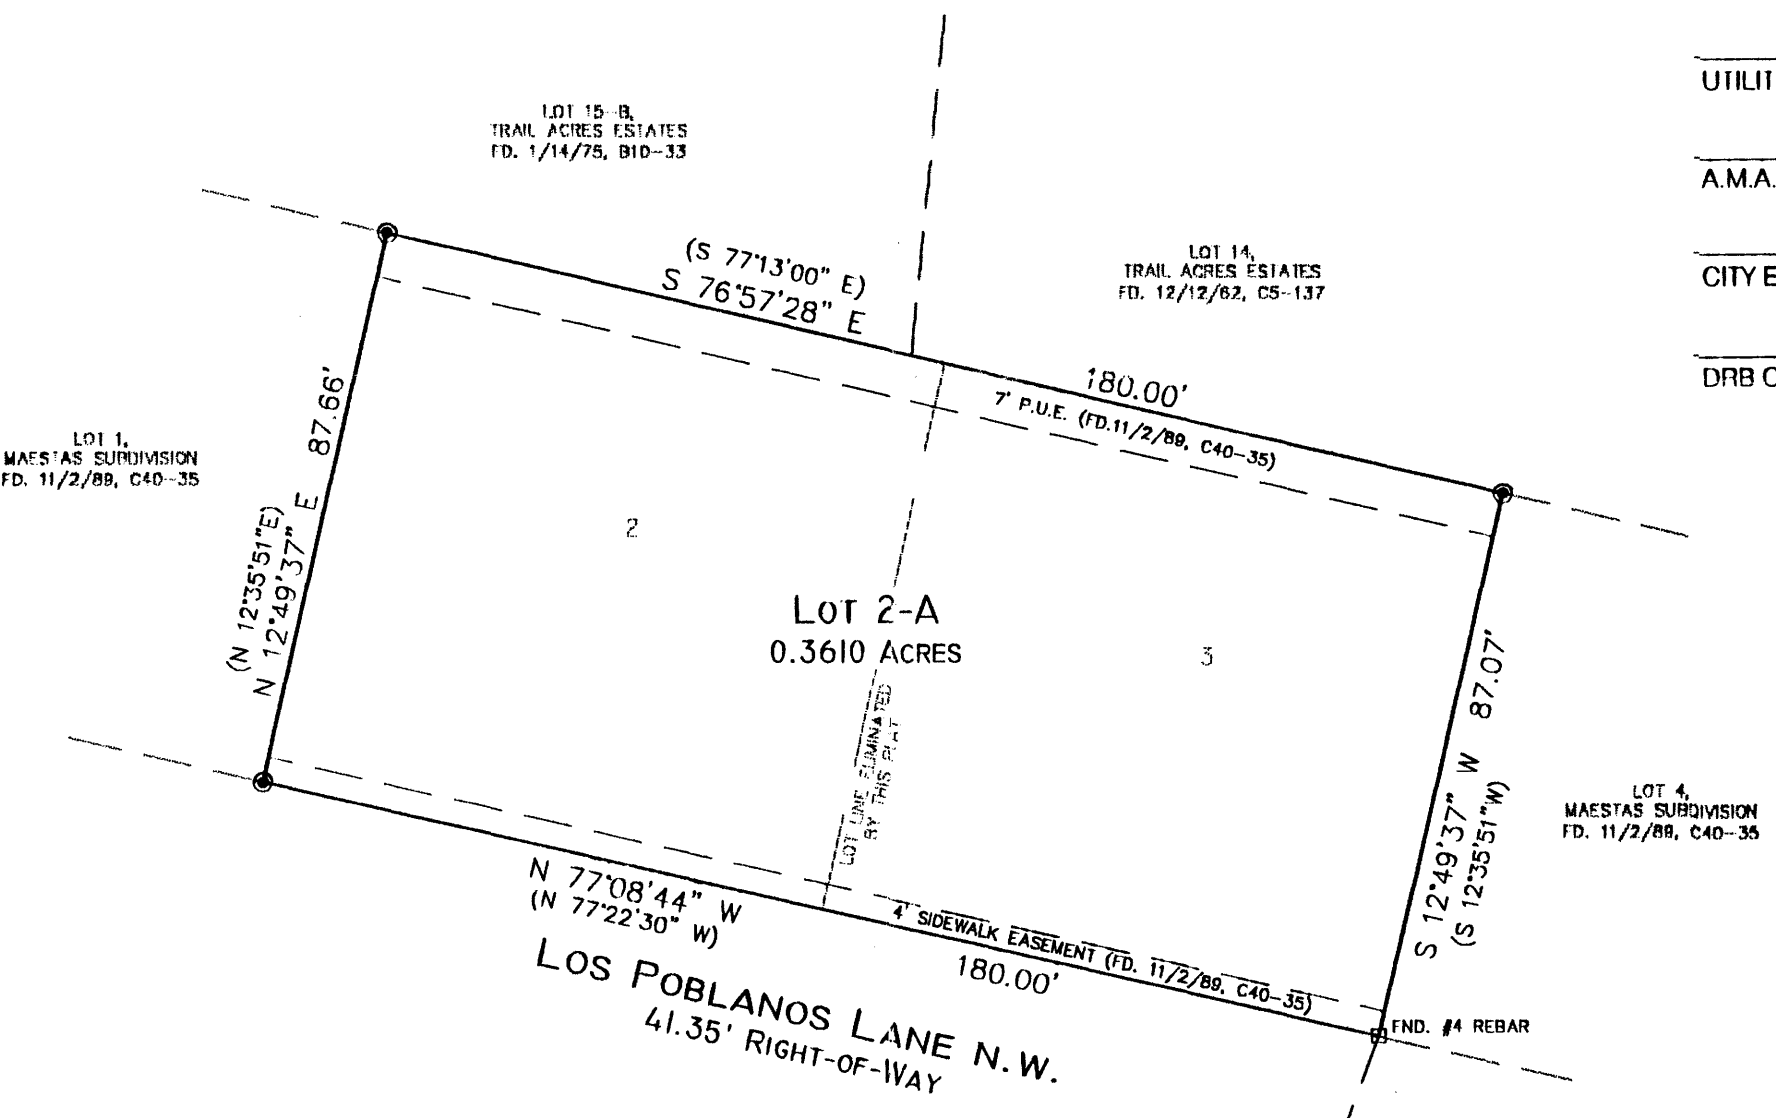 UTILIT
A.M.A.
CITY E
DRB C
LOT 15-B,
TRAIL ACRES ESTATES
FD. 1/14/75, B10-33
LOT 14,
TRAIL ACRES ESTATES
FD. 12/12/62, C5-137
(S 77°13'00" E)
S 76°57'28" E
180.00'
7' P.U.E. (FD.11/2/89, C40-35)
LOT 1,
MAESTAS SUBDIVISION
FD. 11/2/89, C40-35
(N 12°35'51"E)
N 12°49'37" E 87.66'
2
LOT 2-A
0.3610 ACRES
3
LOT LINE ELIMINATED
BY THIS PLAT
S 12°49'37" W 87.07'
(S 12°35'51"W)
LOT 4,
MAESTAS SUBDIVISION
FD. 11/2/89, C40-35
N 77°08'44" W
(N 77°22'30" W)
4' SIDEWALK EASEMENT (FD. 11/2/89, C40-35)
180.00'
FND. #4 REBAR
LOS POBLANOS LANE N.W.
41.35' RIGHT-OF-WAY